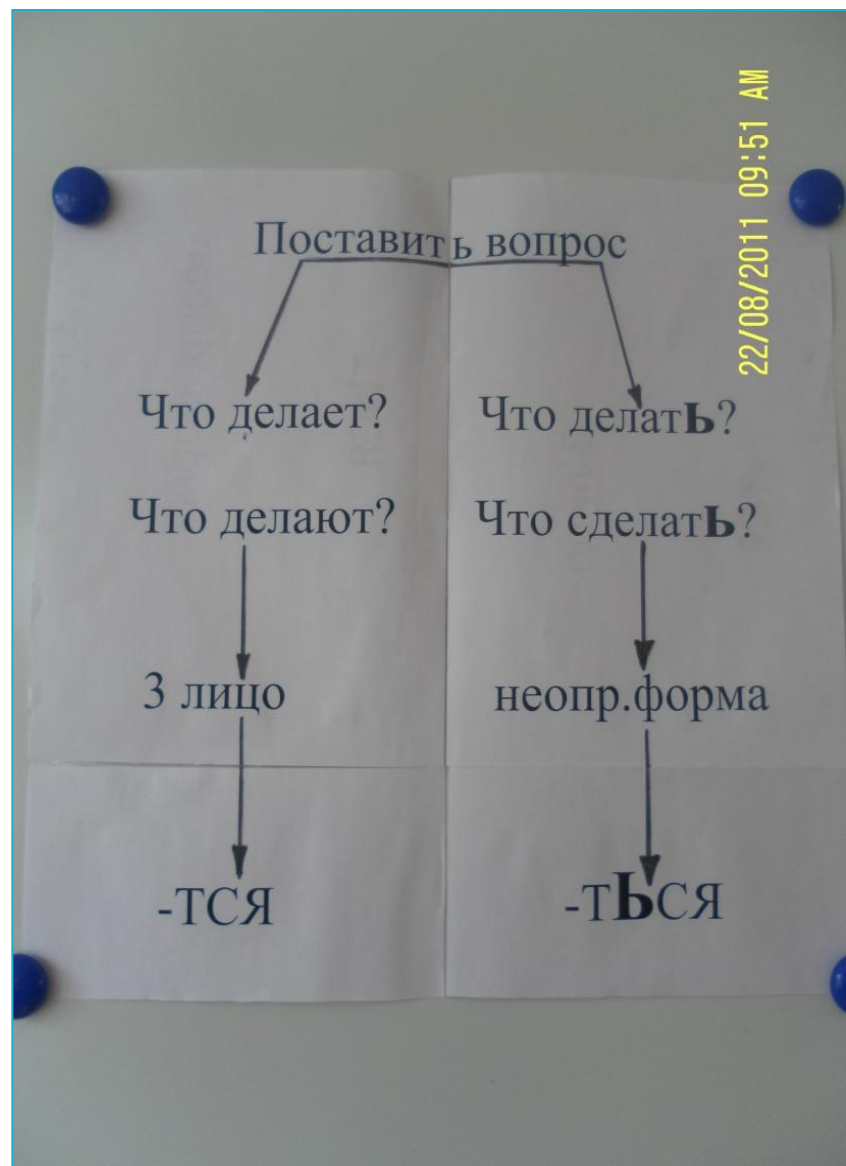 Поставить вопрос
Что делает?
Что делатЬ?
Что делают?
Что сделатЬ?
3 лицо
неопр.форма
-ТСЯ
-ТЬСЯ
22/08/2011 09:51 AM